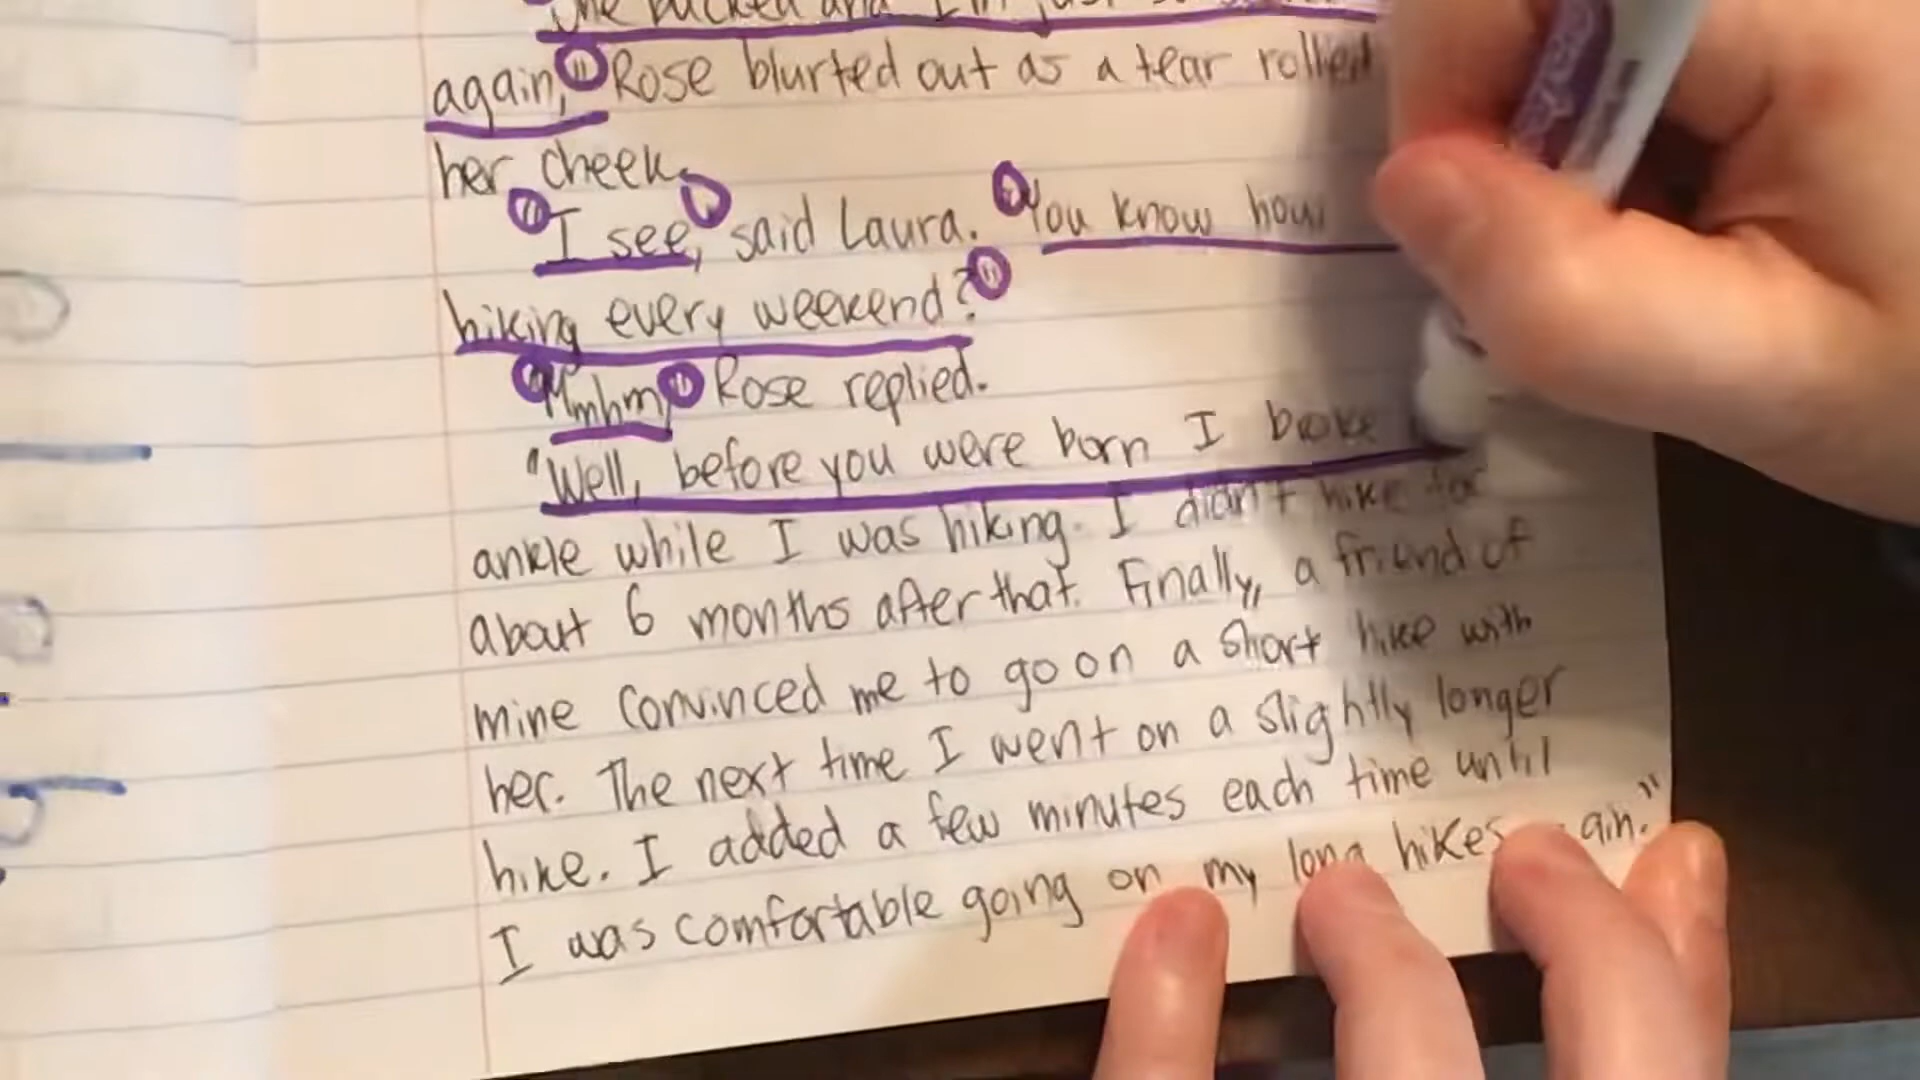 again," Rose blurted out as a tear rolled
her cheek.
"I see," said Laura. "You know how
hiking every weekend?"
"Mmhm," Rose replied.
"Well, before you were born I broke
ankle while I was hiking. I didn't hike for
about 6 months after that. Finally, a friend of
mine convinced me to go on a short hike with
her. The next time I went on a slightly longer
hike. I added a few minutes each time until
I was comfortable going on my long hikes ain."